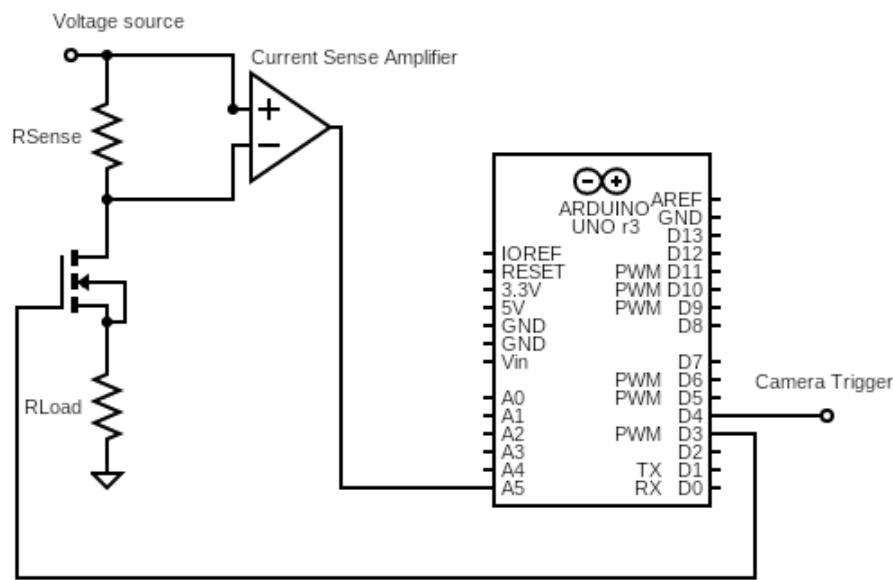 Voltage source
Current Sense Amplifier
RSense
RLoad
ARDUINO
UNO r3
IOREF
RESET
3.3V
5V
GND
GND
Vin
A0
A1
A2
A3
A4
A5
AREF
GND
D13
D12
PWM D11
PWM D10
PWM D9
D8
D7
PWM D6
PWM D5
D4
PWM D3
D2
TX D1
RX D0
Camera Trigger